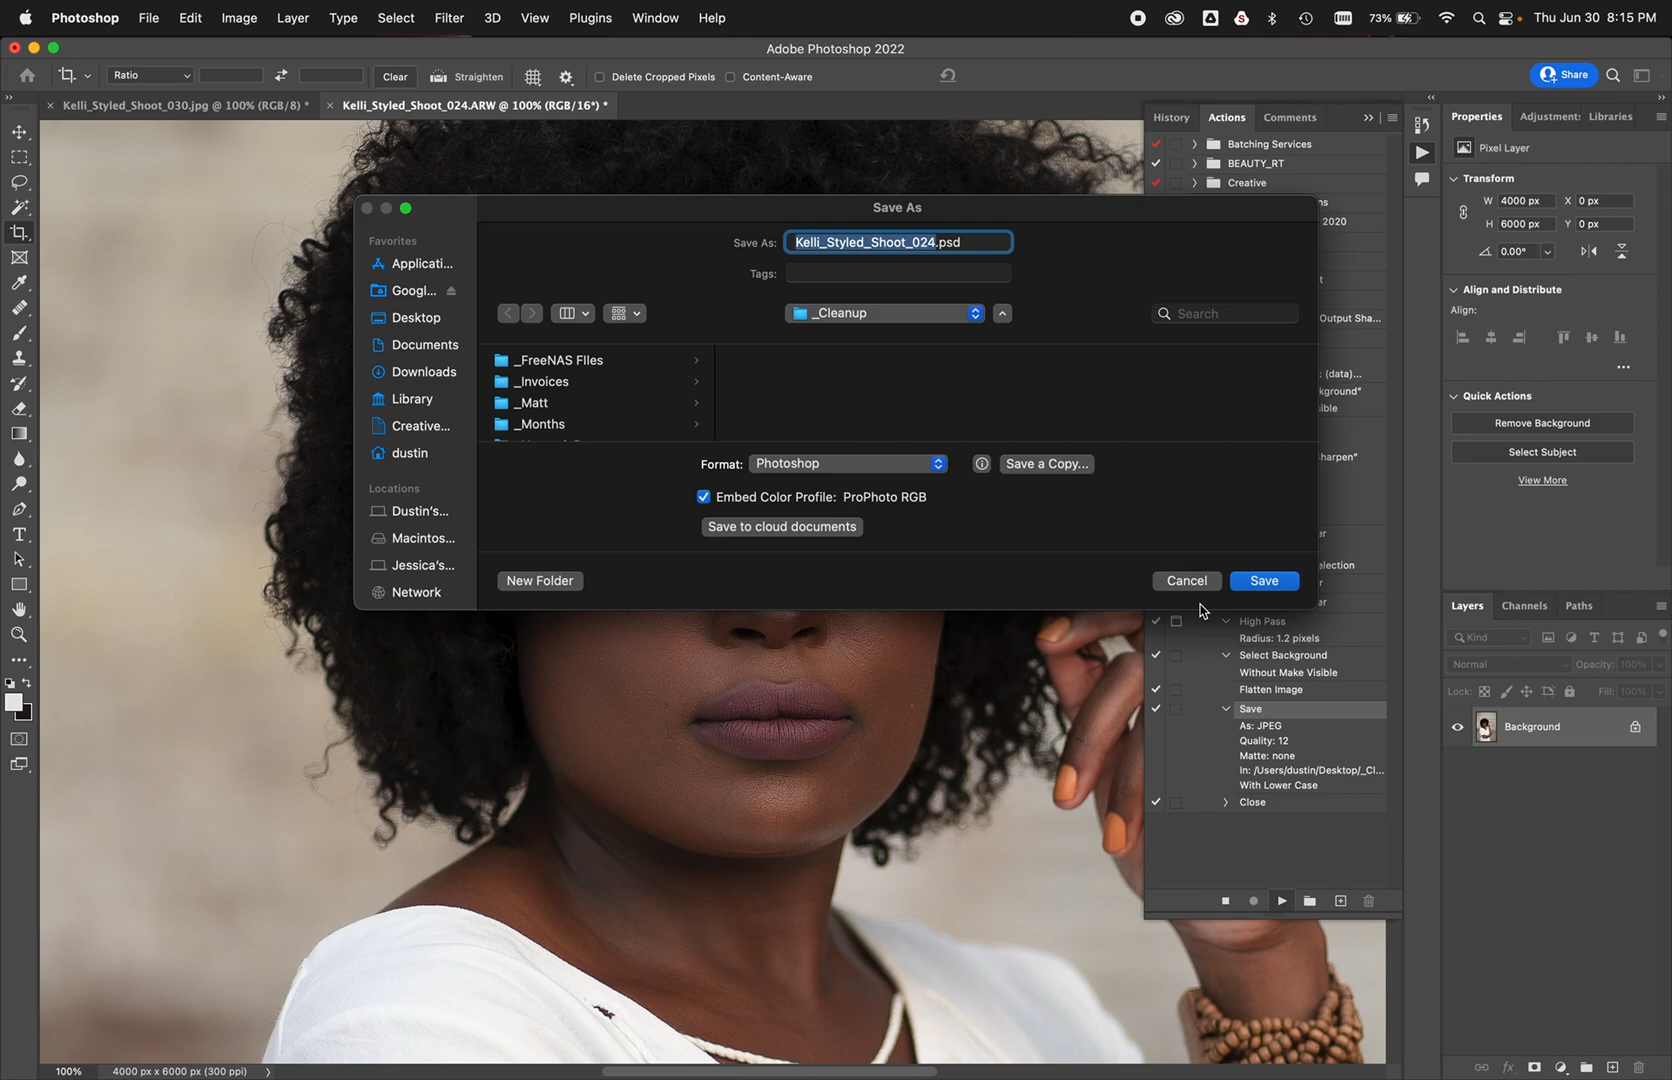 Photoshop File Edit Image Layer Type Select Filter 3D View Plugins Window Help 73% Thu Jun 30 8:15 PM
Adobe Photoshop 2022
Ratio Clear Straighten Delete Cropped Pixels Content-Aware Share
Kelli_Styled_Shoot_030.jpg @ 100% (RGB/8) * Kelli_Styled_Shoot_024.ARW @ 100% (RGB/16*) *
History Actions Comments
Batching Services
BEAUTY_RT
Creative
ns
2020
t
Output Sha...
: (data)...
kground"
ible
harpen"
er
election
r
er
High Pass
Radius: 1.2 pixels
Select Background
Without Make Visible
Flatten Image
Save
As: JPEG
Quality: 12
Matte: none
In: /Users/dustin/Desktop/_Cl...
With Lower Case
Close
Save As
Favorites
Applicati...
Googl...
Desktop
Documents
Downloads
Library
Creative...
dustin
Locations
Dustin's...
Macintos...
Jessica's...
Network
Save As: Kelli_Styled_Shoot_024.psd
Tags:
_Cleanup
Search
_FreeNAS FIles
_Invoices
_Matt
_Months
Format: Photoshop Save a Copy...
Embed Color Profile: ProPhoto RGB
Save to cloud documents
New Folder Cancel Save
Properties Adjustment: Libraries
Pixel Layer
Transform
W 4000 px X 0 px
H 6000 px Y 0 px
0.00°
Align and Distribute
Align:
Quick Actions
Remove Background
Select Subject
View More
Layers Channels Paths
Kind
Normal Opacity: 100%
Lock: Fill: 100%
Background
100% 4000 px x 6000 px (300 ppi)